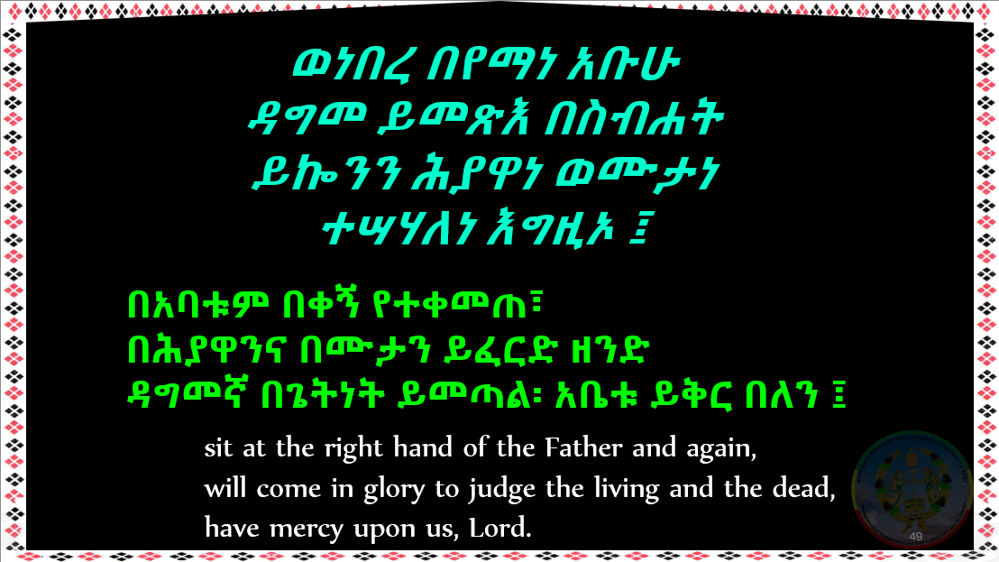 ወነበረ በየማነ አቡሁ
ዳግመ ይመጽእ በስብሐት
ይኰንን ሕያዋነ ወሙታነ
ተሣሃለነ እግዚኦ ፤
በአባቱም በቀኝ የተቀመጠ፣
በሕያዋንና በሙታን ይፈርድ ዘንድ
ዳግመኛ በጌትነት ይመጣል፡ አቤቱ ይቅር በለን ፤
sit at the right hand of the Father and again,
will come in glory to judge the living and the dead,
have mercy upon us, Lord.
49